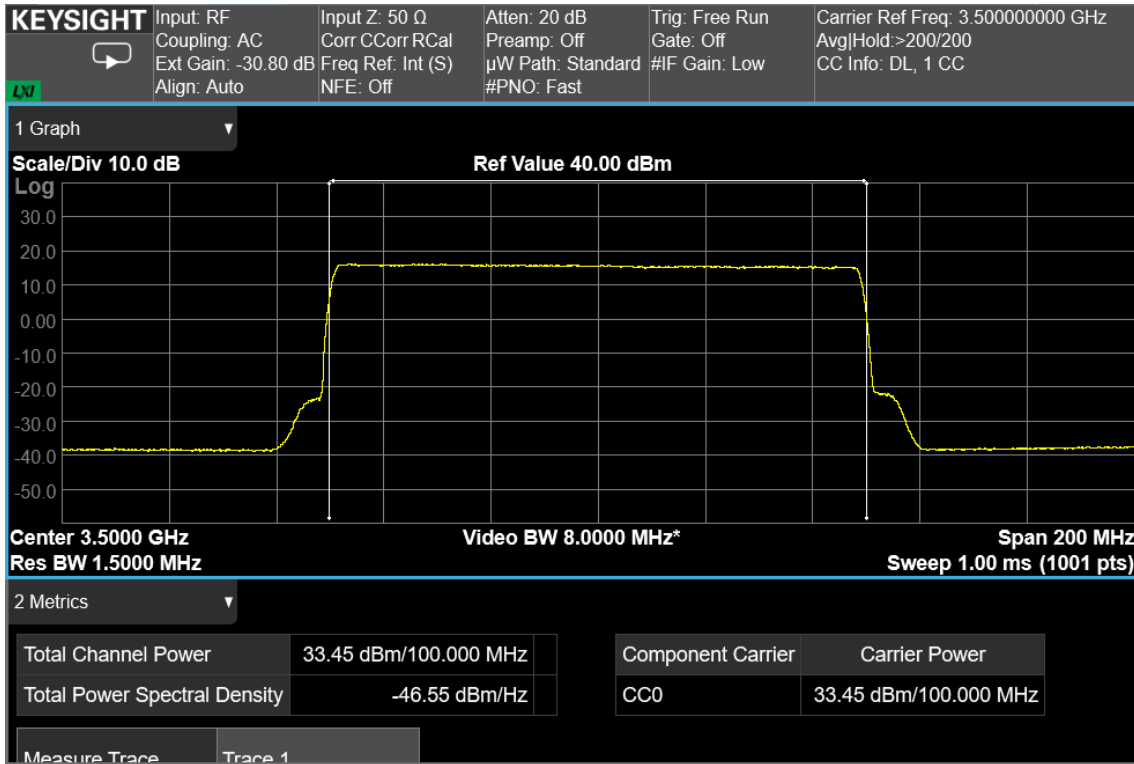 KEYSIGHT
LXI
Input: RF
Coupling: AC
Ext Gain: -30.80 dB
Align: Auto
Input Z: 50 Ω
Corr CCorr RCal
Freq Ref: Int (S)
NFE: Off
Atten: 20 dB
Preamp: Off
µW Path: Standard
#PNO: Fast
Trig: Free Run
Gate: Off
#IF Gain: Low
Carrier Ref Freq: 3.500000000 GHz
Avg|Hold:>200/200
CC Info: DL, 1 CC
1 Graph
Scale/Div 10.0 dB
Ref Value 40.00 dBm
Log
30.0
20.0
10.0
0.00
-10.0
-20.0
-30.0
-40.0
-50.0
Center 3.5000 GHz
Video BW 8.0000 MHz*
Span 200 MHz
Res BW 1.5000 MHz
Sweep 1.00 ms (1001 pts)
2 Metrics
Total Channel Power 33.45 dBm/100.000 MHz
Total Power Spectral Density -46.55 dBm/Hz
Component Carrier Carrier Power
CC0 33.45 dBm/100.000 MHz
Measure Trace Trace 1